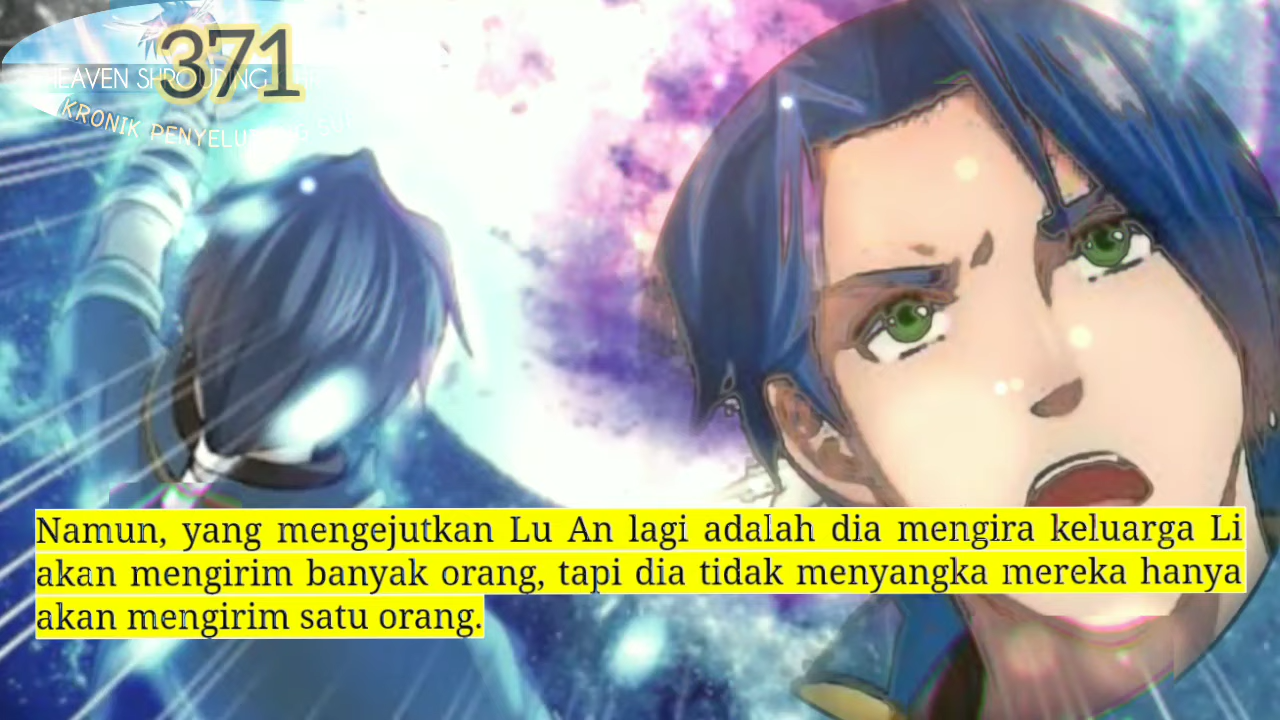 371
HEAVEN SHROUDING
KRONIK
Namun, yang mengejutkan Lu An lagi adalah dia mengira keluarga Li
akan mengirim banyak orang, tapi dia tidak menyangka mereka hanya
akan mengirim satu orang.